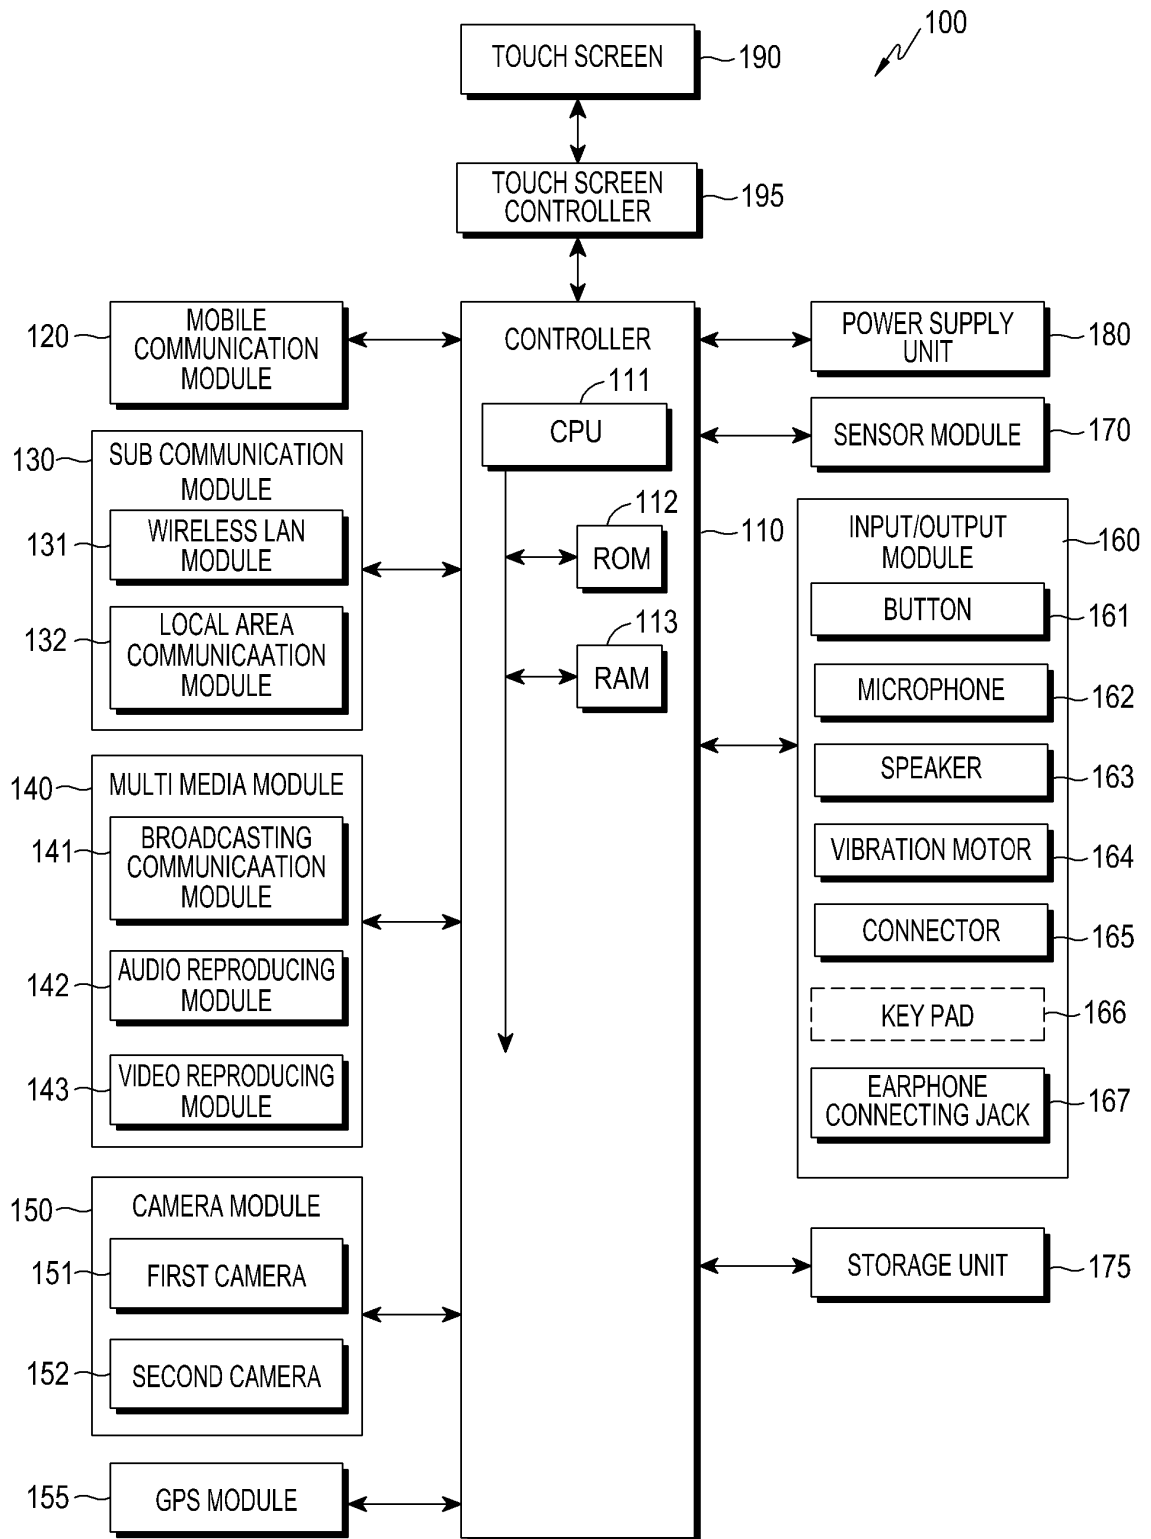 100
TOUCH SCREEN
190
TOUCH SCREEN
CONTROLLER
195
120
MOBILE
COMMUNICATION
MODULE
130
SUB COMMUNICATION
MODULE
131
WIRELESS LAN
MODULE
132
LOCAL AREA
COMMUNICAATION
MODULE
140
MULTI MEDIA MODULE
141
BROADCASTING
COMMUNICAATION
MODULE
142
AUDIO REPRODUCING
MODULE
143
VIDEO REPRODUCING
MODULE
150
CAMERA MODULE
151
FIRST CAMERA
152
SECOND CAMERA
155
GPS MODULE
CONTROLLER
111
CPU
112
ROM
113
RAM
110
POWER SUPPLY
UNIT
180
SENSOR MODULE
170
INPUT/OUTPUT
MODULE
160
BUTTON
161
MICROPHONE
162
SPEAKER
163
VIBRATION MOTOR
164
CONNECTOR
165
KEY PAD
166
EARPHONE
CONNECTING JACK
167
STORAGE UNIT
175